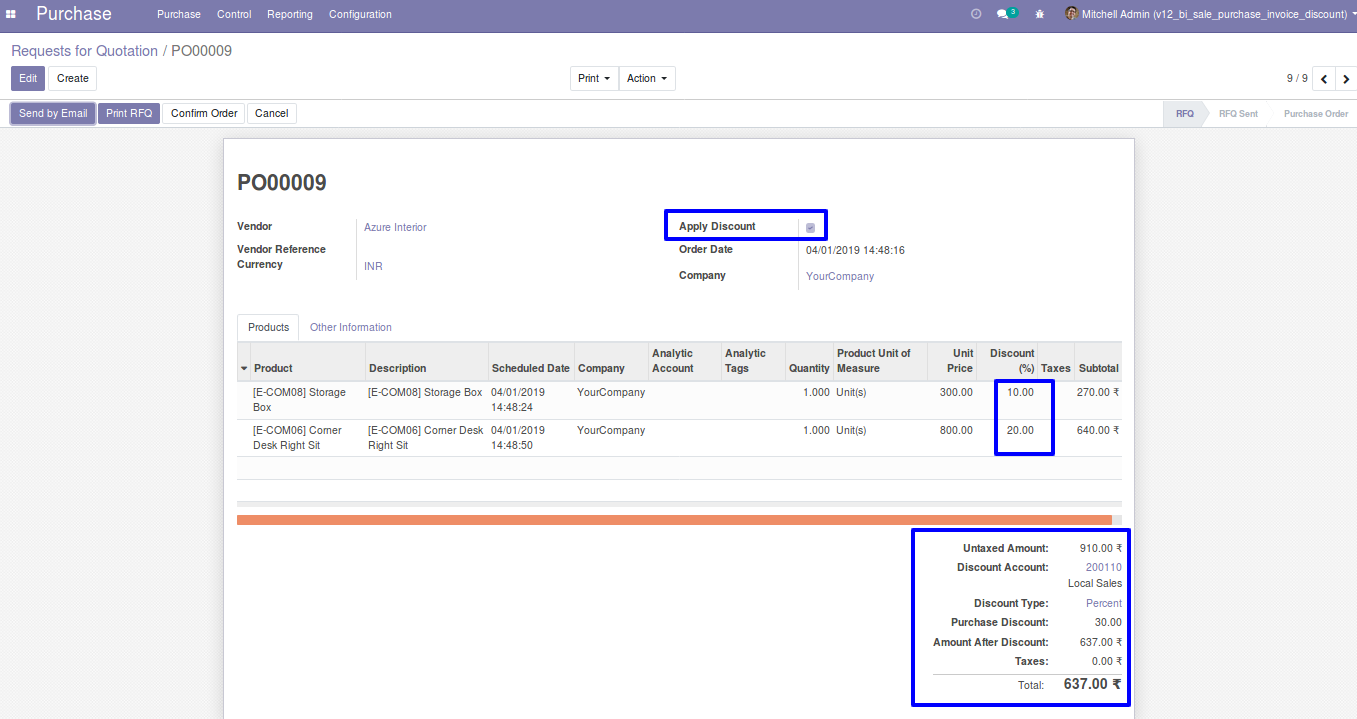 Purchase Purchase Control Reporting Configuration 3 Mitchell Admin (v12_bi_sale_purchase_invoice_discount)
Requests for Quotation / PO00009
Edit Create Print Action 9 / 9
Send by Email Print RFQ Confirm Order Cancel RFQ RFQ Sent Purchase Order
PO00009
Vendor Azure Interior
Vendor Reference
Currency INR
Apply Discount
Order Date 04/01/2019 14:48:16
Company YourCompany
Products Other Information
Product Description Scheduled Date Company Analytic Account Analytic Tags Quantity Product Unit of Measure Unit Price Discount (%) Taxes Subtotal
[E-COM08] Storage [E-COM08] Storage Box 04/01/2019 YourCompany 1.000 Unit(s) 300.00 10.00 270.00 ₹
Box 14:48:24
[E-COM06] Corner [E-COM06] Corner Desk 04/01/2019 YourCompany 1.000 Unit(s) 800.00 20.00 640.00 ₹
Desk Right Sit Right Sit 14:48:50
Untaxed Amount: 910.00 ₹
Discount Account: 200110
Local Sales
Discount Type: Percent
Purchase Discount: 30.00
Amount After Discount: 637.00 ₹
Taxes: 0.00 ₹
Total: 637.00 ₹